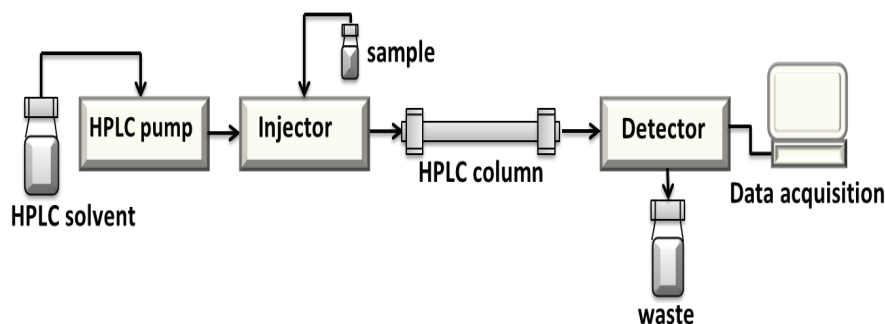 sample
HPLC pump
Injector
Detector
HPLC column
HPLC solvent
Data acquisition
waste